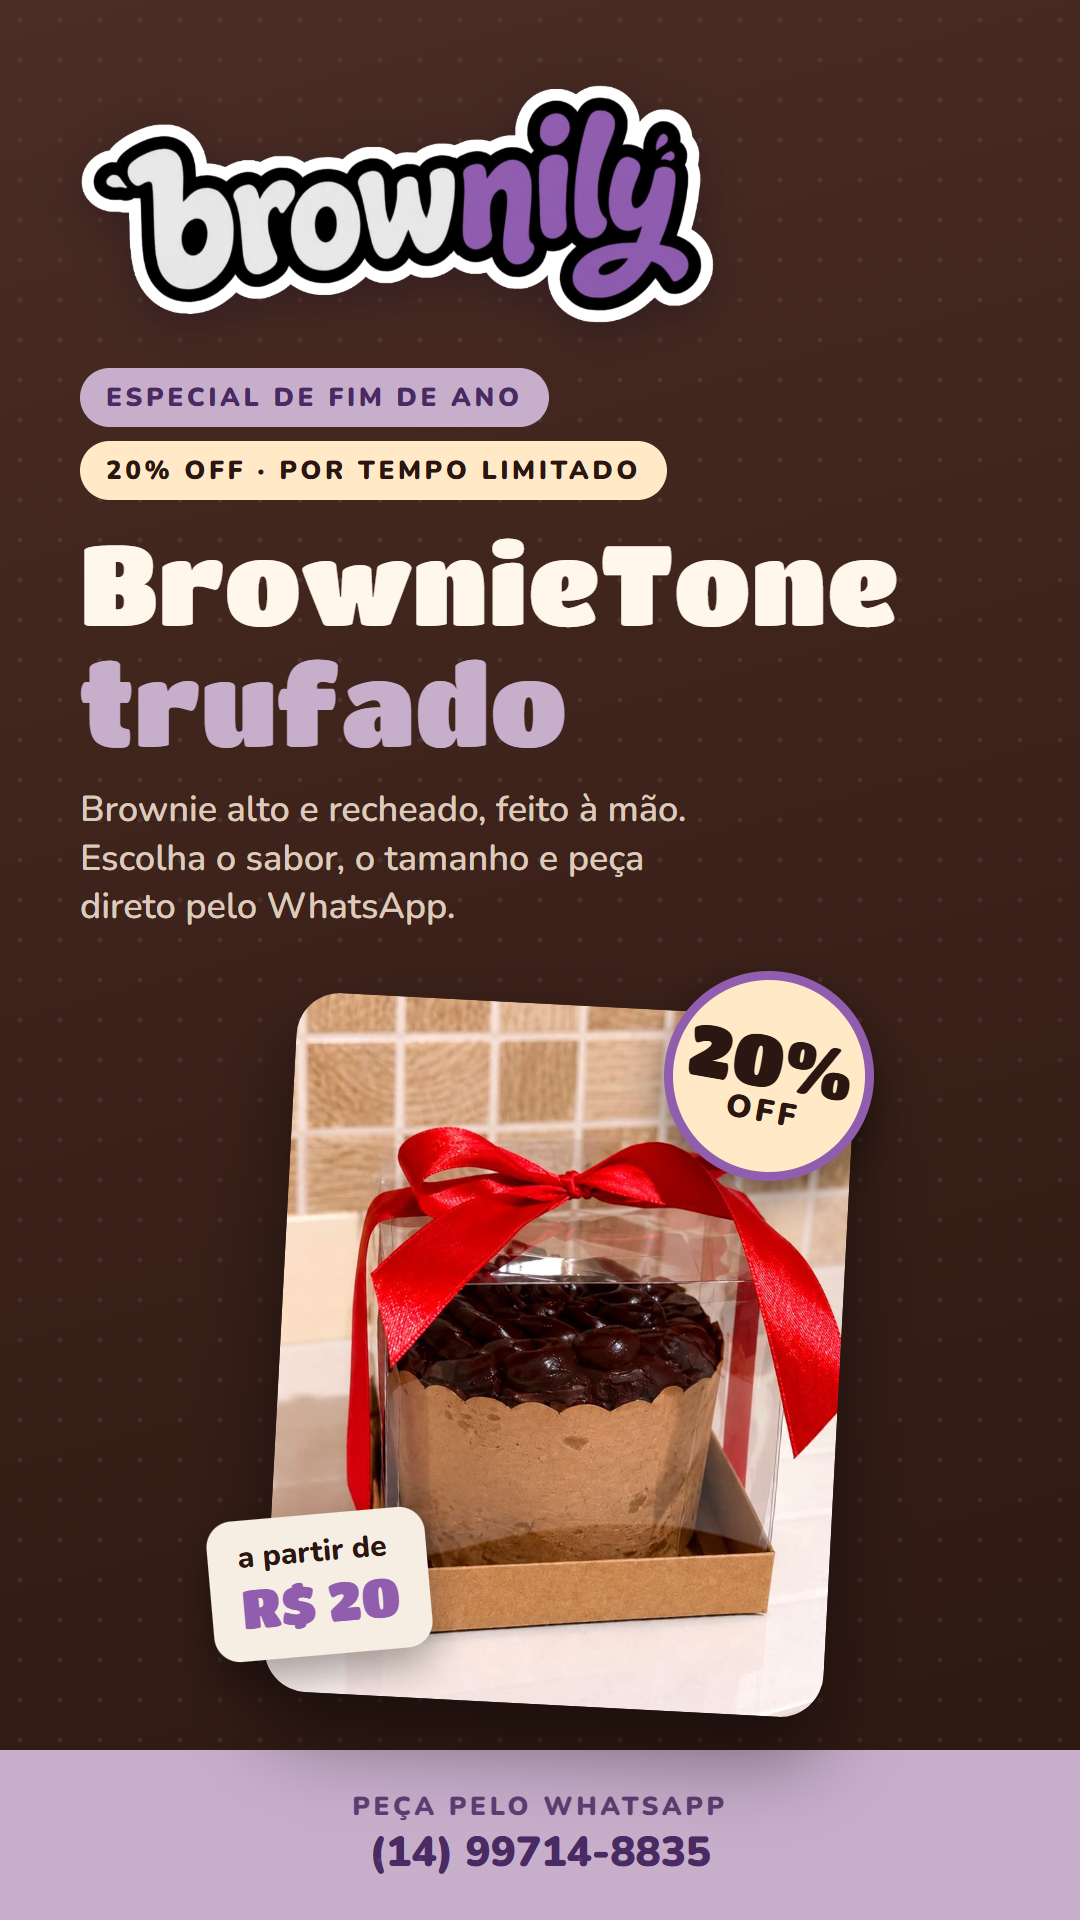 brownily
ESPECIAL DE FIM DE ANO
20% OFF · POR TEMPO LIMITADO
BrownieTone
trufado
Brownie alto e recheado, feito à mão.
Escolha o sabor, o tamanho e peça
direto pelo WhatsApp.
20%
OFF
a partir de
R$ 20
PEÇA PELO WHATSAPP
(14) 99714-8835